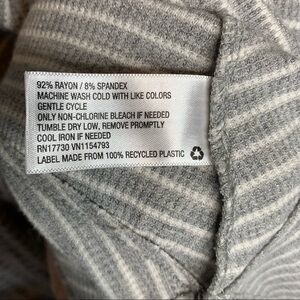 92% RAYON / 8% SPANDEX
MACHINE WASH COLD WITH LIKE COLORS
GENTLE CYCLE
ONLY NON-CHLORINE BLEACH IF NEEDED
TUMBLE DRY LOW, REMOVE PROMPTLY
COOL IRON IF NEEDED
RN17730 VN1154793
LABEL MADE FROM 100% RECYCLED PLASTIC